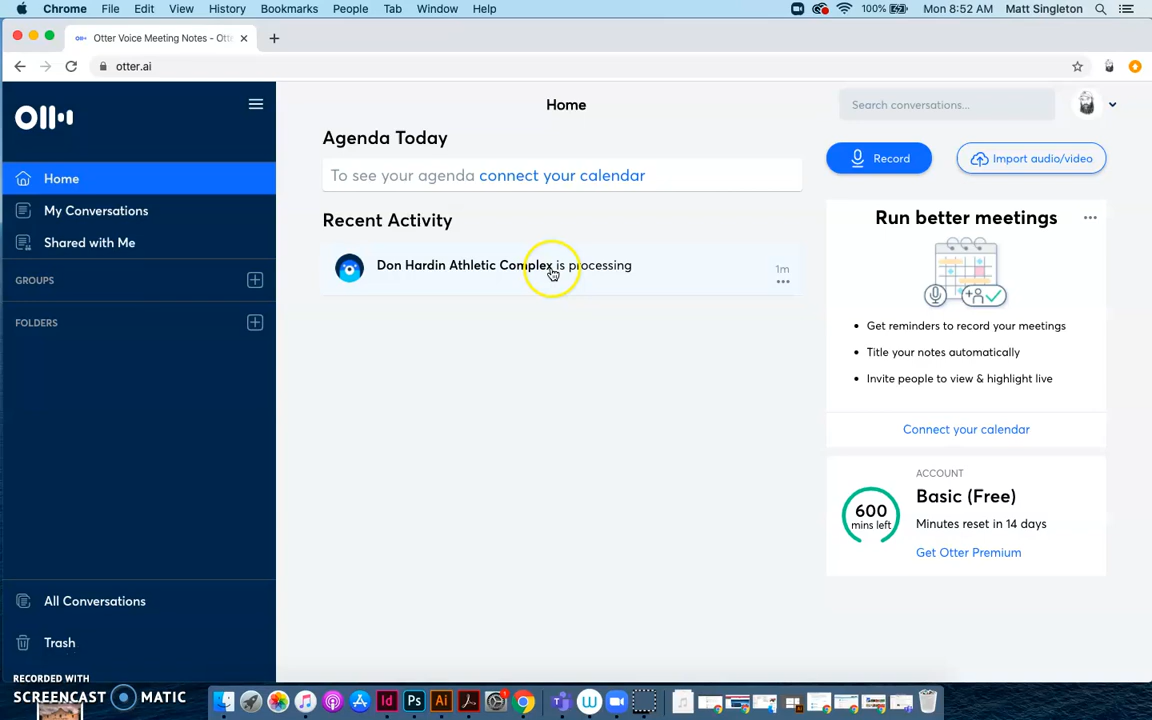 Chrome File Edit View History Bookmarks People Tab Window Help 100% Mon 8:52 AM Matt Singleton
Otter Voice Meeting Notes - Ott
otter.ai
Home
Search conversations...
Home
My Conversations
Shared with Me
GROUPS
FOLDERS
All Conversations
Trash
Agenda Today
To see your agenda connect your calendar
Recent Activity
Don Hardin Athletic Complex is processing
1m
Record
Import audio/video
Run better meetings
Get reminders to record your meetings
Title your notes automatically
Invite people to view & highlight live
Connect your calendar
600
mins left
ACCOUNT
Basic (Free)
Minutes reset in 14 days
Get Otter Premium
RECORDED WITH
SCREENCAST MATIC
Id Ps Ai